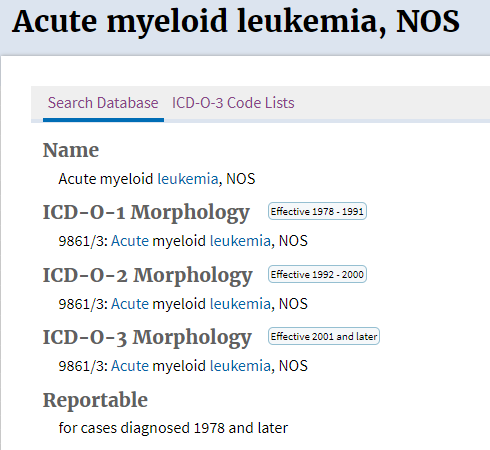 Acute myeloid leukemia, NOS
Search Database ICD-O-3 Code Lists
Name
Acute myeloid leukemia, NOS
ICD-O-1 Morphology Effective 1978 - 1991
9861/3: Acute myeloid leukemia, NOS
ICD-O-2 Morphology Effective 1992 - 2000
9861/3: Acute myeloid leukemia, NOS
ICD-O-3 Morphology Effective 2001 and later
9861/3: Acute myeloid leukemia, NOS
Reportable
for cases diagnosed 1978 and later